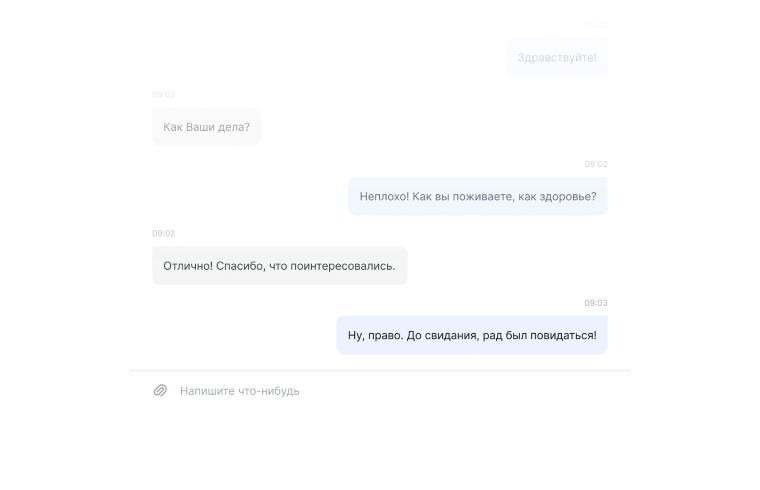 Здравствуйте!
09:02
Как Ваши дела?
09:02
Неплохо! Как вы поживаете, как здоровье?
09:02
Отлично! Спасибо, что поинтересовались.
09:03
Ну, право. До свидания, рад был повидаться!
Напишите что-нибудь